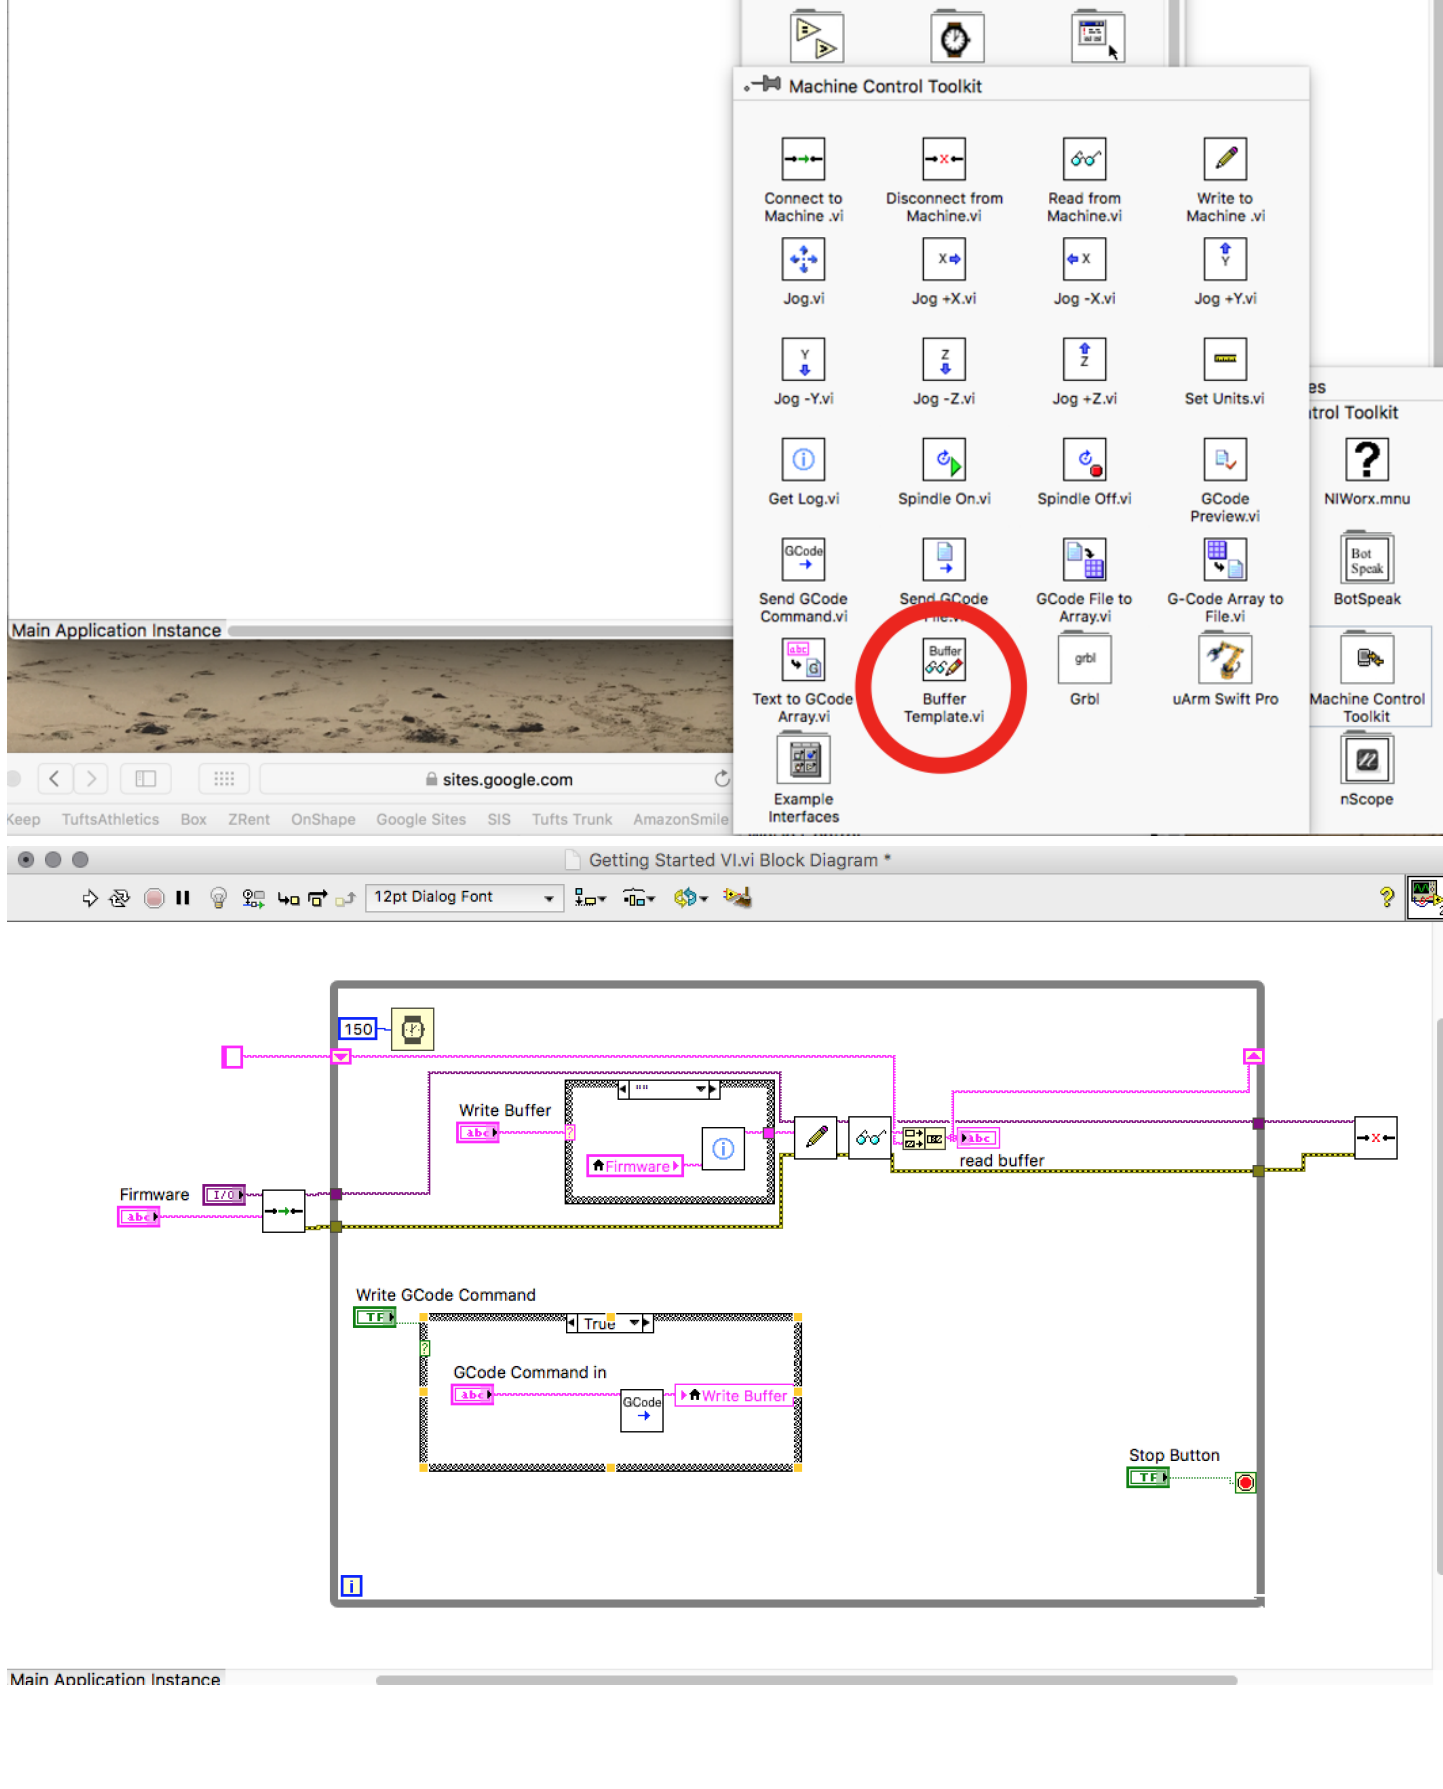 Machine Control Toolkit
Connect to
Machine .vi
Disconnect from
Machine.vi
Read from
Machine.vi
Write to
Machine .vi
X
X
Y
Jog.vi
Jog +X.vi
Jog -X.vi
Jog +Y.vi
Y
Z
Z
Jog -Y.vi
Jog -Z.vi
Jog +Z.vi
Set Units.vi
es
trol Toolkit
Get Log.vi
Spindle On.vi
Spindle Off.vi
GCode
Preview.vi
?
NIWorx.mnu
GCode
Send GCode
Command.vi
Send GCode
File.vi
GCode File to
Array.vi
G-Code Array to
File.vi
Bot
Speak
BotSpeak
Main Application Instance
abc
G
Text to GCode
Array.vi
Buffer
Buffer
Template.vi
grbl
Grbl
uArm Swift Pro
Machine Control
Toolkit
Example
Interfaces
nScope
sites.google.com
Keep TuftsAthletics Box ZRent OnShape Google Sites SIS Tufts Trunk AmazonSmile
Getting Started VI.vi Block Diagram *
12pt Dialog Font
?
150
""
Write Buffer
abc
?
i
Firmware
abc
read buffer
Firmware
I/O
abc
Write GCode Command
TF
True
?
GCode Command in
abc
GCode
Write Buffer
Stop Button
TF
i
Main Application Instance